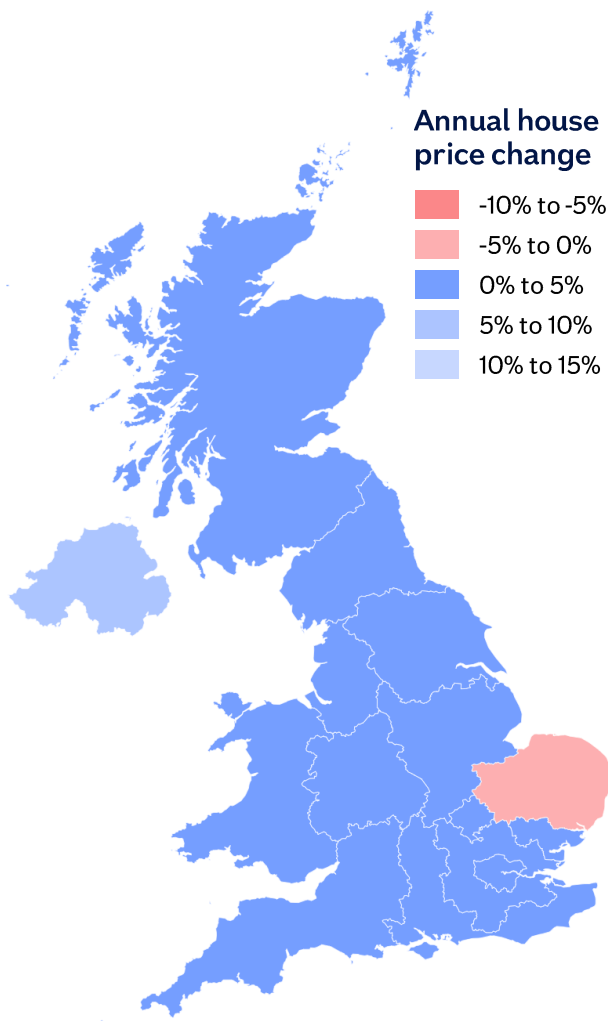 Annual house
price change
-10% to -5%
-5% to 0%
0% to 5%
5% to 10%
10% to 15%